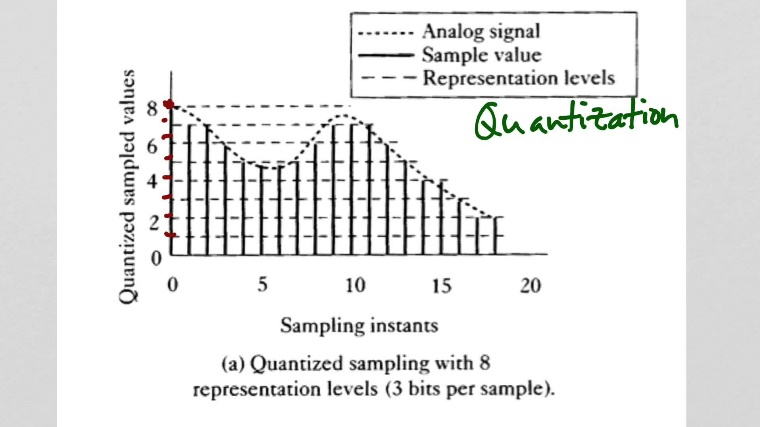 Analog signal
Sample value
Representation levels
Quantization
Quantized sampled values
8
6
4
2
0
0 5 10 15 20
Sampling instants
(a) Quantized sampling with 8
representation levels (3 bits per sample).